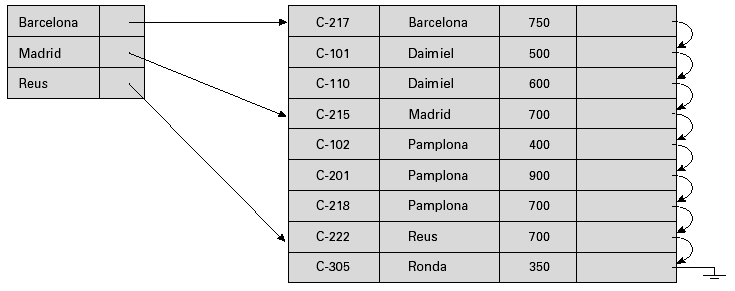 Barcelona
Madrid
Reus
C-217 Barcelona 750
C-101 Daimiel 500
C-110 Daimiel 600
C-215 Madrid 700
C-102 Pamplona 400
C-201 Pamplona 900
C-218 Pamplona 700
C-222 Reus 700
C-305 Ronda 350